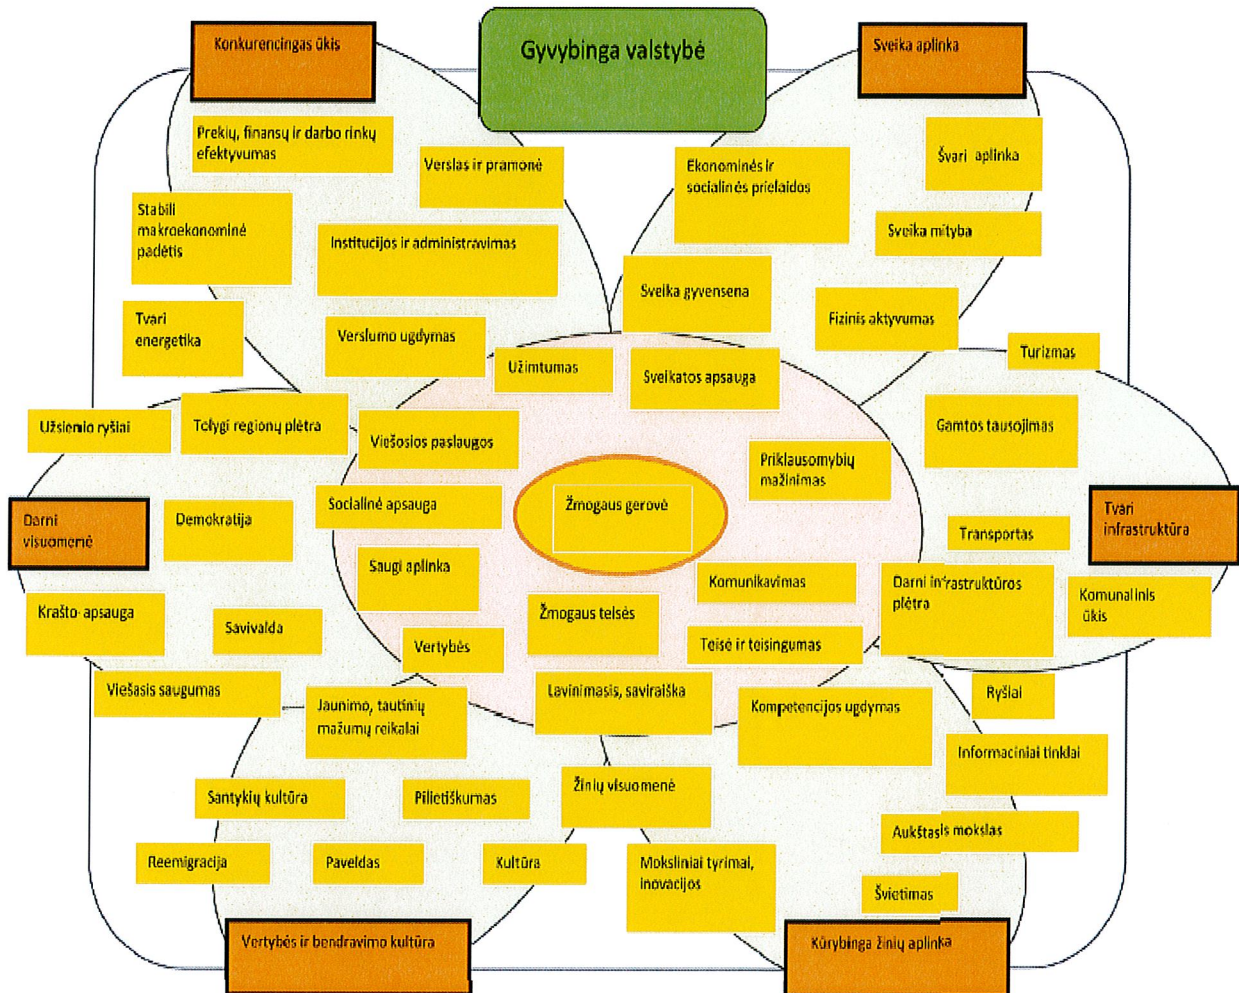 Konkurencingas ūkis
Gyvybinga valstybė
Sveika aplinka
Prekių, finansų ir darbo rinkų
efektyvumas
Verslas ir pramonė
Ekonominės ir
socialinės prielaidos
Švari aplinka
Stabili
makroekonominė
padėtis
Institucijos ir administravimas
Sveika mityba
Sveika gyvensena
Tvari
energetika
Verslumo ugdymas
Fizinis aktyvumas
Turizmas
Užimtumas
Sveikatos apsauga
Užsienio ryšiai
Tolygi regionų plėtra
Viešosios paslaugos
Gamtos tausojimas
Priklausomybių
mažinimas
Darni
visuomenė
Demokratija
Socialinė apsauga
Žmogaus gerovė
Transportas
Tvari
infrastruktūra
Saugi aplinka
Komunikavimas
Darni infrastruktūros
plėtra
Komunalinis
ūkis
Krašto apsauga
Savivalda
Žmogaus teisės
Vertybės
Teisė ir teisingumas
Viešasis saugumas
Jaunimo, tautinių
mažumų reikalai
Lavinimasis, saviraiška
Kompetencijos ugdymas
Ryšiai
Informaciniai tinklai
Santykių kultūra
Pilietiškumas
Žinių visuomenė
Aukštasis mokslas
Reemigracija
Paveldas
Kultūra
Moksliniai tyrimai,
inovacijos
Švietimas
Vertybės ir bendravimo kultūra
Kūrybinga žinių aplinka